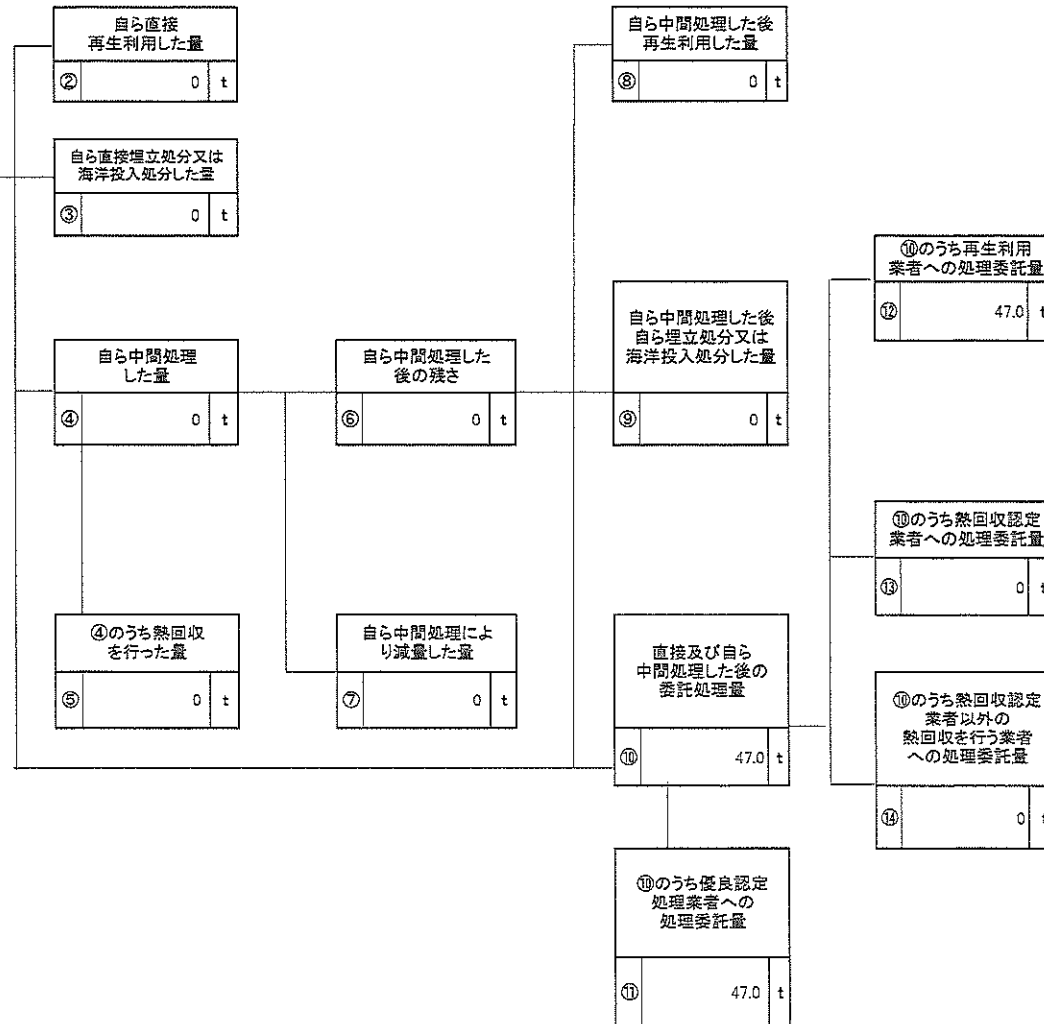 自ら直接
再生利用した量
② 0 t
自ら中間処理した後
再生利用した量
⑧ 0 t
自ら直接埋立処分又は
海洋投入処分した量
③ 0 t
⑩のうち再生利用
業者への処理委託量
⑫ 47.0 t
自ら中間処理
した量
④ 0 t
自ら中間処理した
後の残さ
⑥ 0 t
自ら中間処理した後
自ら埋立処分又は
海洋投入処分した量
⑨ 0 t
⑩のうち熱回収認定
業者への処理委託量
⑬ 0 t
④のうち熱回収
を行った量
⑤ 0 t
自ら中間処理によ
り減量した量
⑦ 0 t
直接及び自ら
中間処理した後の
委託処理量
⑩ 47.0 t
⑩のうち熱回収認定
業者以外の
熱回収を行う業者
への処理委託量
⑭ 0 t
⑩のうち優良認定
処理業者への
処理委託量
⑪ 47.0 t